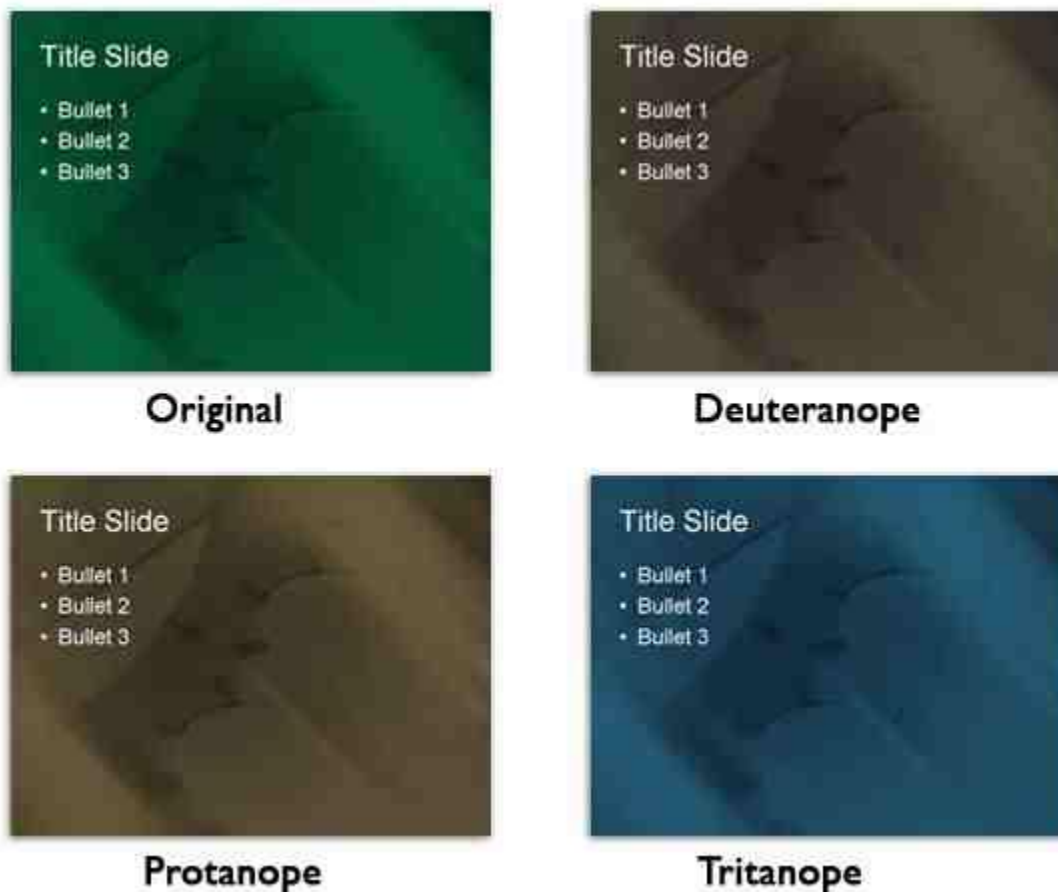 Title Slide
• Bullet 1
• Bullet 2
• Bullet 3
Original
Title Slide
• Bullet 1
• Bullet 2
• Bullet 3
Deuteranope
Title Slide
• Bullet 1
• Bullet 2
• Bullet 3
Protanope
Title Slide
• Bullet 1
• Bullet 2
• Bullet 3
Tritanope